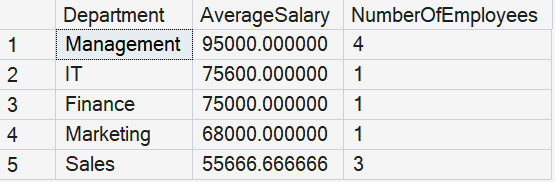 Department AverageSalary NumberOfEmployees
1 Management 95000.000000 4
2 IT 75600.000000 1
3 Finance 75000.000000 1
4 Marketing 68000.000000 1
5 Sales 55666.666666 3